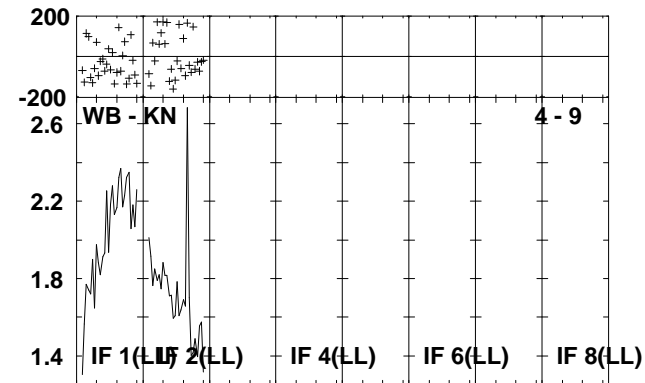 200
-200
2.6
WB - KN
4 - 9
2.2
1.8
1.4
IF 1(LL)
IF 2(LL)
IF 4(LL)
IF 6(LL)
IF 8(LL)